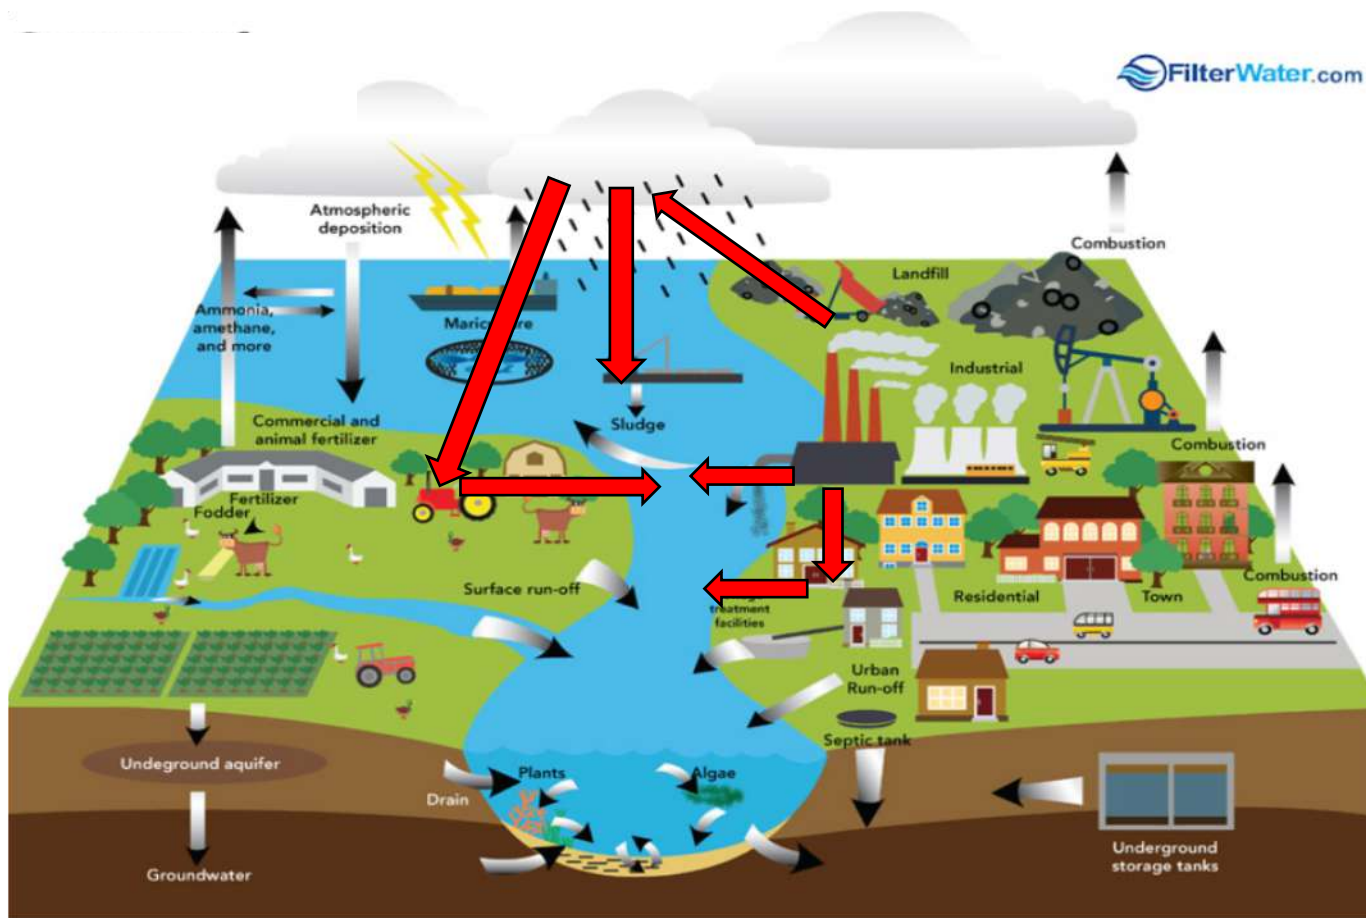 FilterWater.com
Atmospheric
deposition
Combustion
Landfill
Ammonia,
amethane,
and more
Industrial
Commercial and
animal fertilizer
Sludge
Combustion
Fertilizer
Fodder
Surface run-off
Combustion
treatment
facilities
Residential
Town
Urban
Run-off
Septic tank
Undeground aquifer
Plants
Algae
Drain
Groundwater
Underground
storage tanks